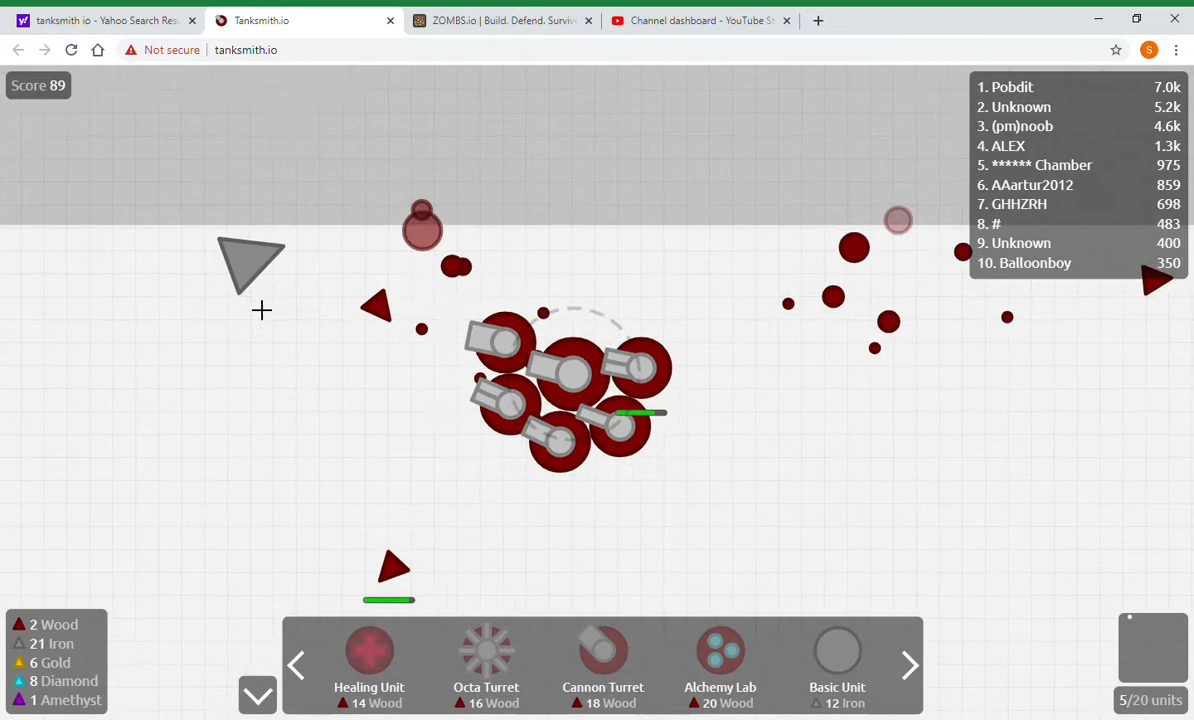 tanksmith io - Yahoo Search Resu
Tanksmith.io
ZOMBS.io | Build. Defend. Surviv
Channel dashboard - YouTube St
S
Not secure | tanksmith.io
Score 89
1. Pobdit 7.0k
2. Unknown 5.2k
3. (pm)noob 4.6k
4. ALEX 1.3k
5. ****** Chamber 975
6. AAartur2012 859
7. GHHZRH 698
8. # 483
9. Unknown 400
10. Balloonboy 350
2 Wood
21 Iron
6 Gold
8 Diamond
1 Amethyst
Healing Unit
14 Wood
Octa Turret
16 Wood
Cannon Turret
18 Wood
Alchemy Lab
20 Wood
Basic Unit
12 Iron
5/20 units